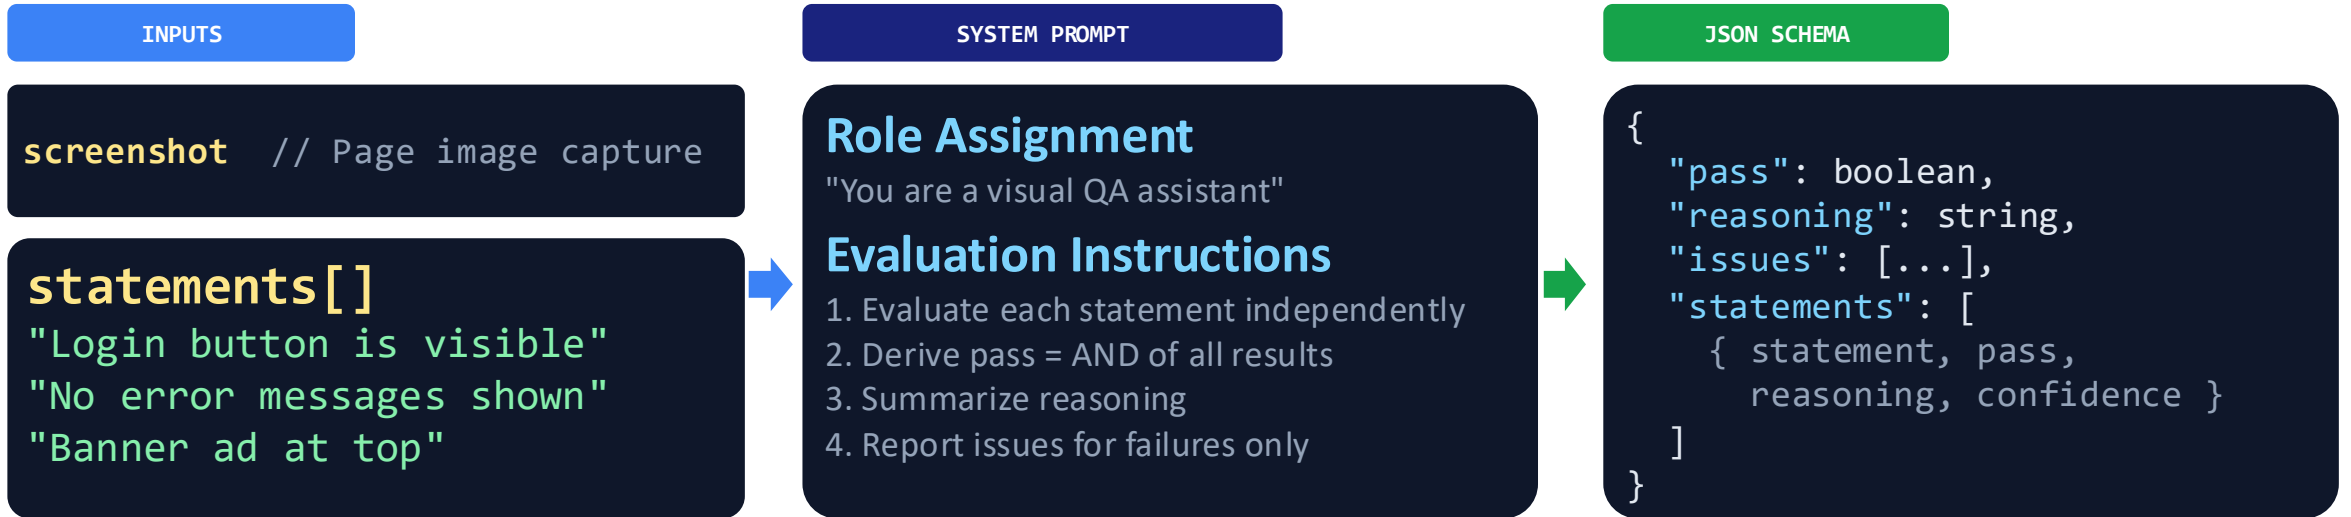 INPUTS
screenshot // Page image capture
statements[]
"Login button is visible"
"No error messages shown"
"Banner ad at top"
SYSTEM PROMPT
Role Assignment
"You are a visual QA assistant"
Evaluation Instructions
1. Evaluate each statement independently
2. Derive pass = AND of all results
3. Summarize reasoning
4. Report issues for failures only
JSON SCHEMA
{
  "pass": boolean,
  "reasoning": string,
  "issues": [...],
  "statements": [
    { statement, pass,
      reasoning, confidence }
  ]
}